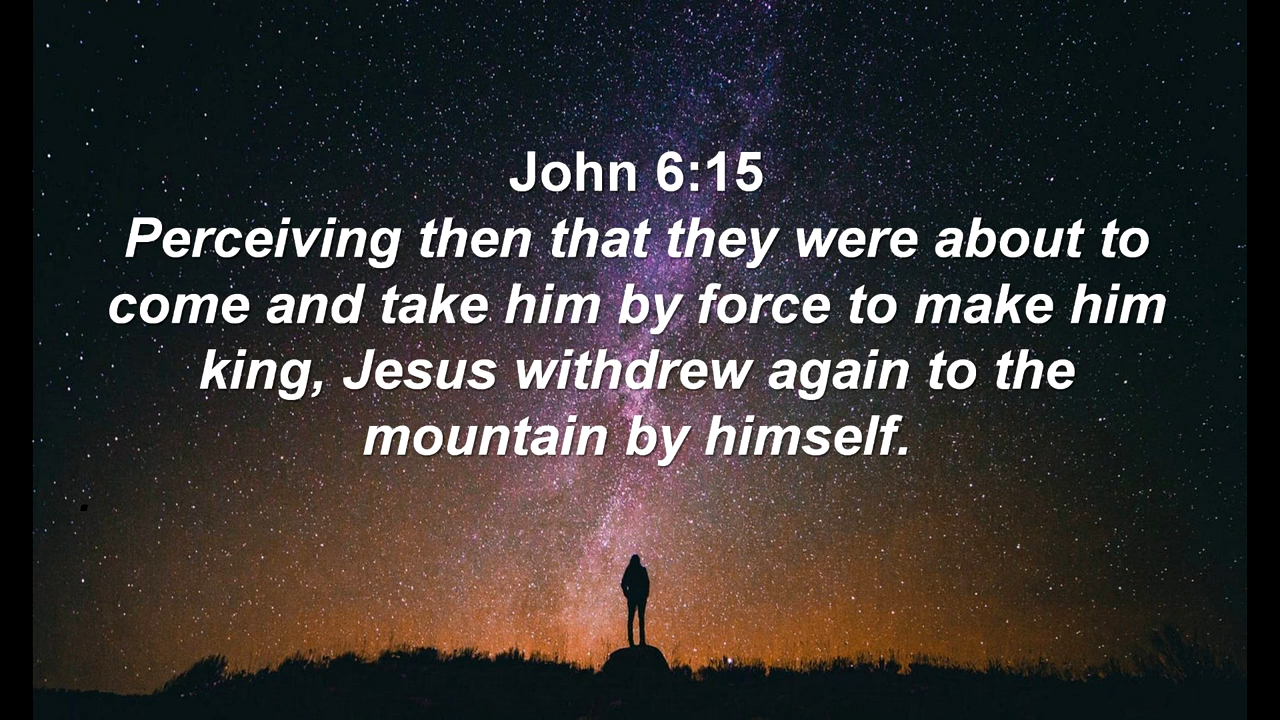 John 6:15
Perceiving then that they were about to
come and take him by force to make him
king, Jesus withdrew again to the
mountain by himself.